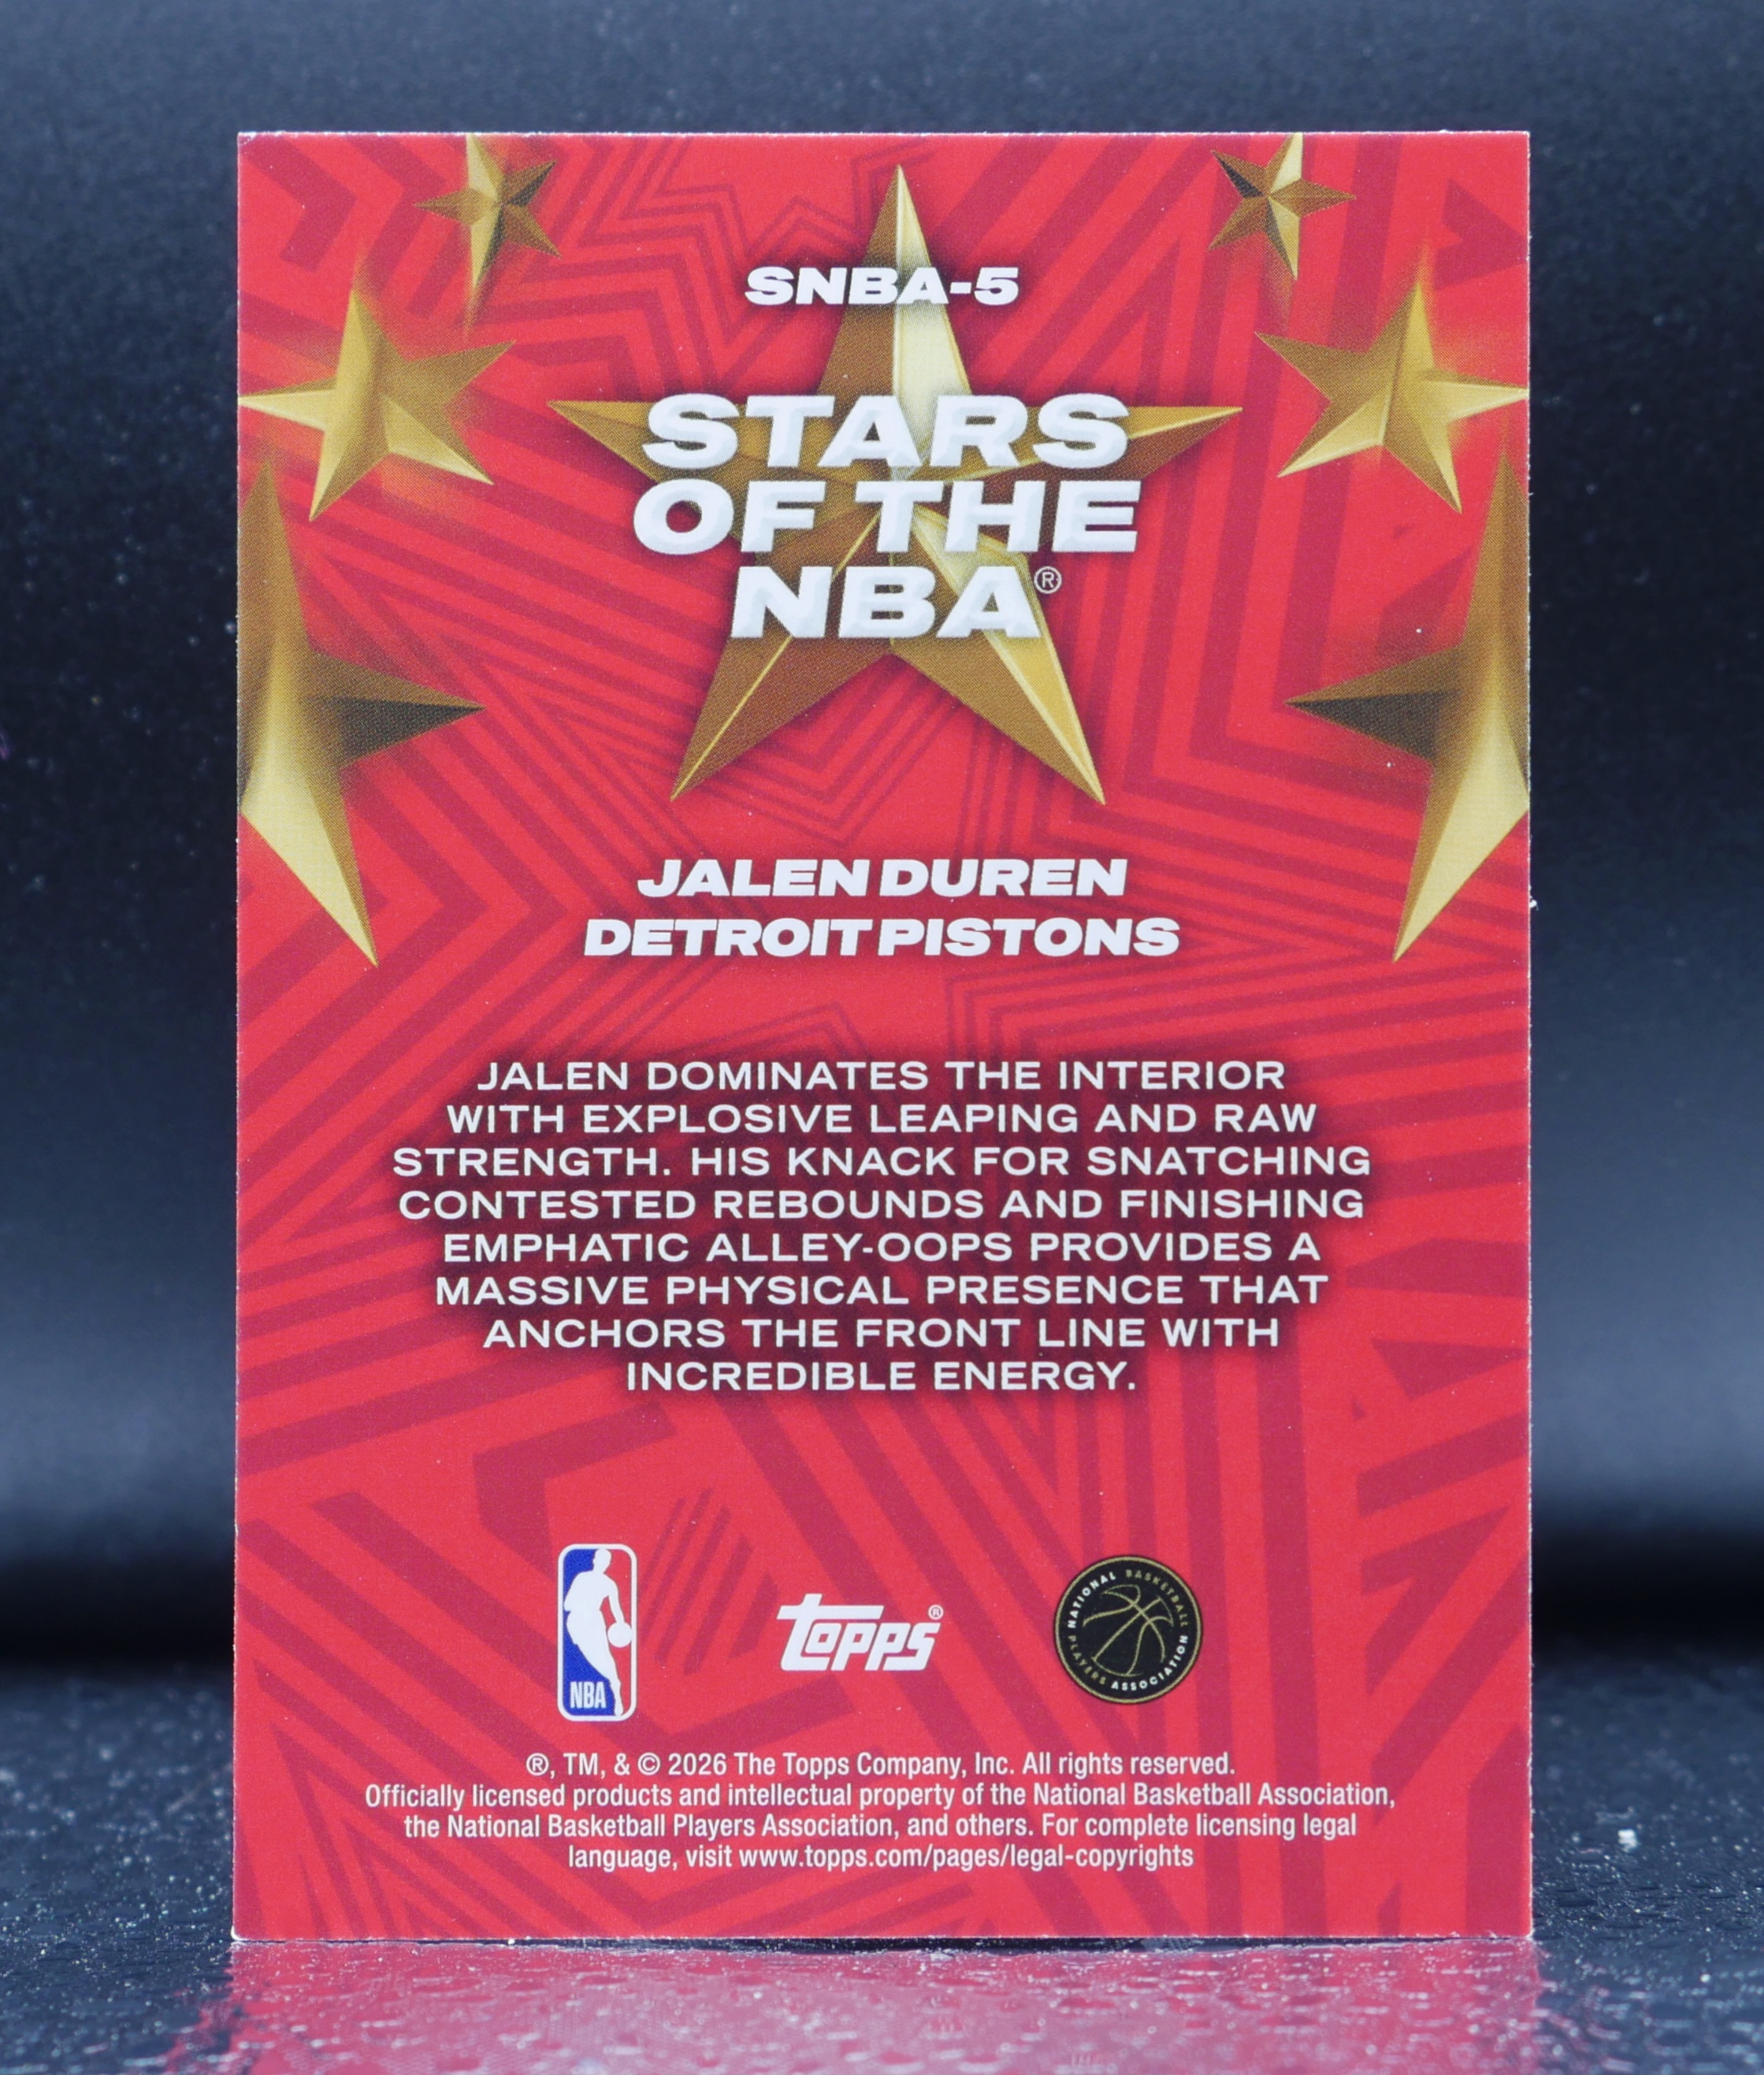 SNBA-5
STARS
OF THE
NBA®
JALEN DUREN
DETROIT PISTONS
JALEN DOMINATES THE INTERIOR
WITH EXPLOSIVE LEAPING AND RAW
STRENGTH. HIS KNACK FOR SNATCHING
CONTESTED REBOUNDS AND FINISHING
EMPHATIC ALLEY-OOPS PROVIDES A
MASSIVE PHYSICAL PRESENCE THAT
ANCHORS THE FRONT LINE WITH
INCREDIBLE ENERGY.
NBA
topps®
NATIONAL BASKETBALL
PLAYERS ASSOCIATION
®, TM, & © 2026 The Topps Company, Inc. All rights reserved.
Officially licensed products and intellectual property of the National Basketball Association,
the National Basketball Players Association, and others. For complete licensing legal
language, visit www.topps.com/pages/legal-copyrights